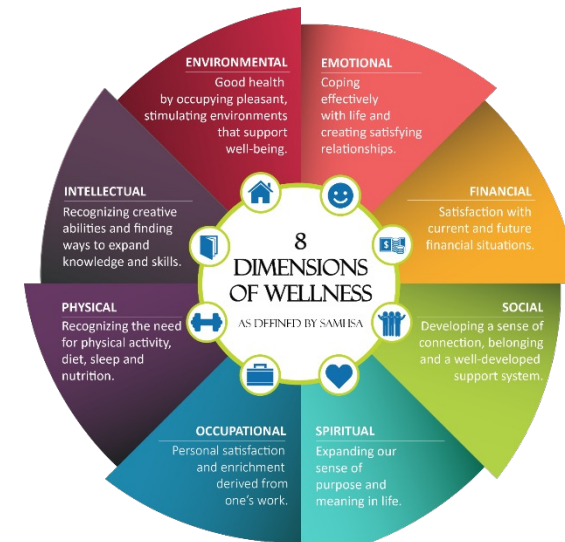 ENVIRONMENTAL
Good health
by occupying pleasant,
stimulating environments
that support
well-being.
EMOTIONAL
Coping
effectively
with life and
creating satisfying
relationships.
INTELLECTUAL
Recognizing creative
abilities and finding
ways to expand
knowledge and skills.
FINANCIAL
Satisfaction with
current and future
financial situations.
8
DIMENSIONS
OF WELLNESS
AS DEFINED BY SAMHSA
$
PHYSICAL
Recognizing the need
for physical activity,
diet, sleep and
nutrition.
SOCIAL
Developing a sense of
connection, belonging
and a well-developed
support system.
OCCUPATIONAL
Personal satisfaction
and enrichment
derived from
one's work.
SPIRITUAL
Expanding our
sense of
purpose and
meaning in life.